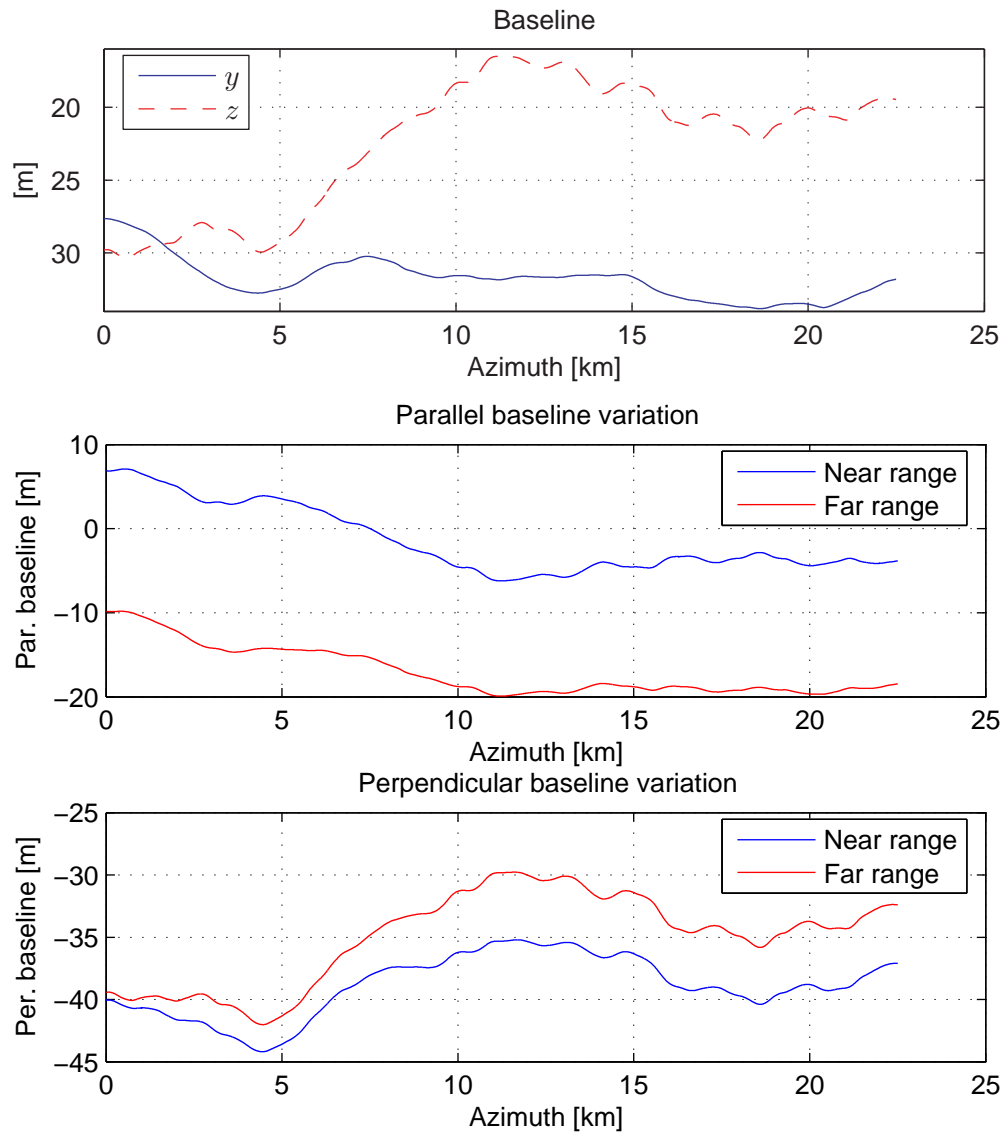 Baseline
y
z
20
25
30
[m]
0 5 10 15 20 25
Azimuth [km]
Parallel baseline variation
Near range
Far range
10
0
−10
−20
Par. baseline [m]
0 5 10 15 20 25
Azimuth [km]
Perpendicular baseline variation
Near range
Far range
−25
−30
−35
−40
−45
Per. baseline [m]
0 5 10 15 20 25
Azimuth [km]